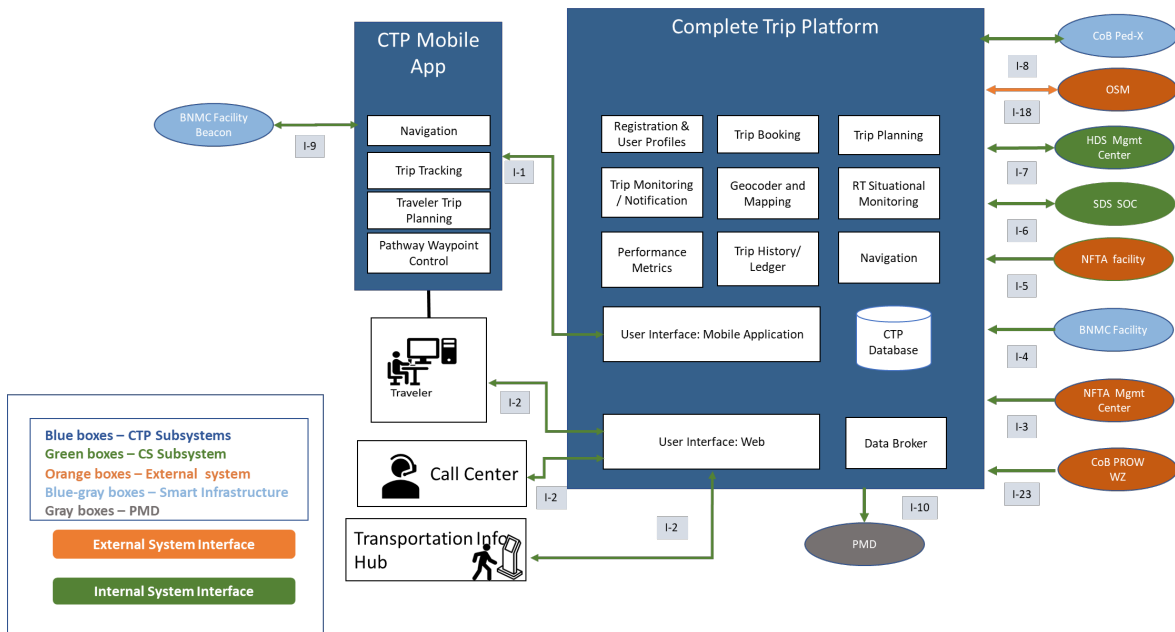 CTP Mobile
App
Navigation
Trip Tracking
Traveler Trip
Planning
Pathway Waypoint
Control
BNMC Facility
Beacon
I-9
I-1
Traveler
I-2
Call Center
I-2
Transportation Info
Hub
I-2
Complete Trip Platform
Registration &
User Profiles
Trip Booking
Trip Planning
Trip Monitoring
/ Notification
Geocoder and
Mapping
RT Situational
Monitoring
Performance
Metrics
Trip History/
Ledger
Navigation
User Interface: Mobile Application
CTP
Database
User Interface: Web
Data Broker
I-10
PMD
CoB Ped-X
I-8
OSM
I-18
HDS Mgmt
Center
I-7
SDS SOC
I-6
NFTA facility
I-5
BNMC Facility
I-4
NFTA Mgmt
Center
I-3
CoB PROW
WZ
I-23
Blue boxes – CTP Subsystems
Green boxes – CS Subsystem
Orange boxes – External system
Blue-gray boxes – Smart Infrastructure
Gray boxes – PMD
External System Interface
Internal System Interface